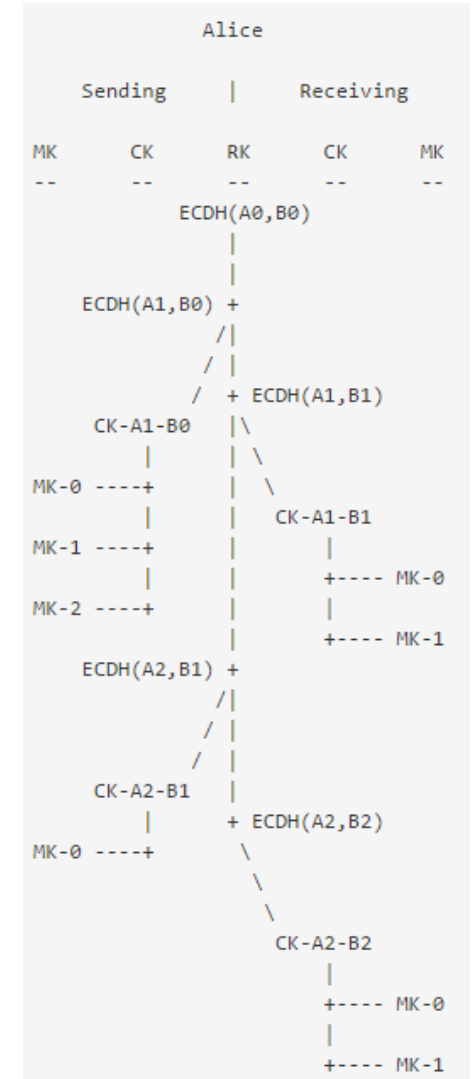 Alice
Sending | Receiving
MK CK RK CK MK
-- -- -- -- --
ECDH(A0,B0)
|
|
ECDH(A1,B0) +
/|
/ |
/ + ECDH(A1,B1)
CK-A1-B0 |\
| | \
MK-0 ----+ | \
| | CK-A1-B1
MK-1 ----+ | |
| | +---- MK-0
MK-2 ----+ | |
| +---- MK-1
ECDH(A2,B1) +
/|
/ |
/ |
CK-A2-B1 |
| + ECDH(A2,B2)
MK-0 ----+ \
\
\
CK-A2-B2
|
+---- MK-0
|
+---- MK-1